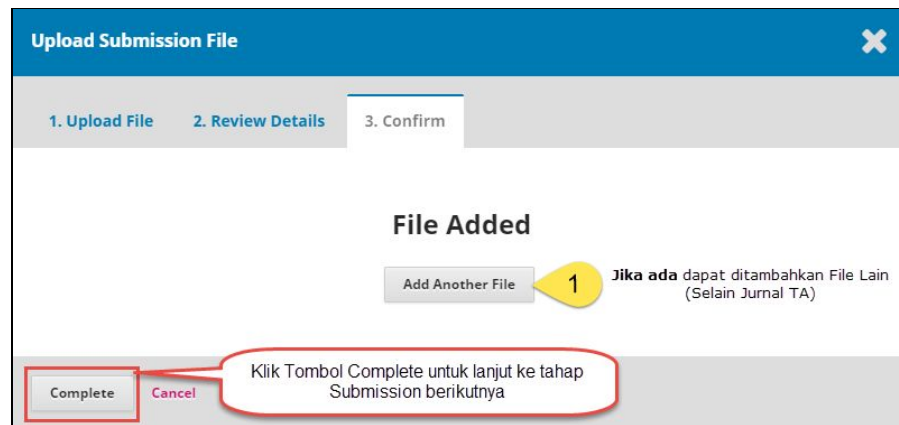 Upload Submission File
1. Upload File 2. Review Details 3. Confirm
File Added
Add Another File 1 Jika ada dapat ditambahkan File Lain
(Selain Jurnal TA)
Klik Tombol Complete untuk lanjut ke tahap
Submission berikutnya
Complete Cancel